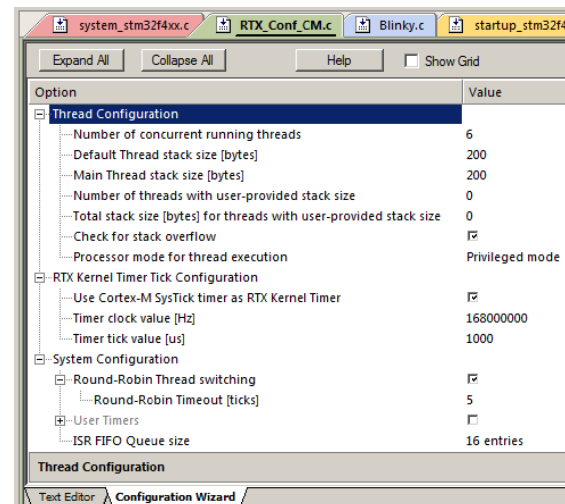 system_stm32f4xx.c RTX_Conf_CM.c Blinky.c startup_stm32f4
Expand All Collapse All Help Show Grid
Option Value
Thread Configuration
Number of concurrent running threads 6
Default Thread stack size [bytes] 200
Main Thread stack size [bytes] 200
Number of threads with user-provided stack size 0
Total stack size [bytes] for threads with user-provided stack size 0
Check for stack overflow
Processor mode for thread execution Privileged mode
RTX Kernel Timer Tick Configuration
Use Cortex-M SysTick timer as RTX Kernel Timer
Timer clock value [Hz] 168000000
Timer tick value [us] 1000
System Configuration
Round-Robin Thread switching
Round-Robin Timeout [ticks] 5
User Timers
ISR FIFO Queue size 16 entries
Thread Configuration
Text Editor Configuration Wizard